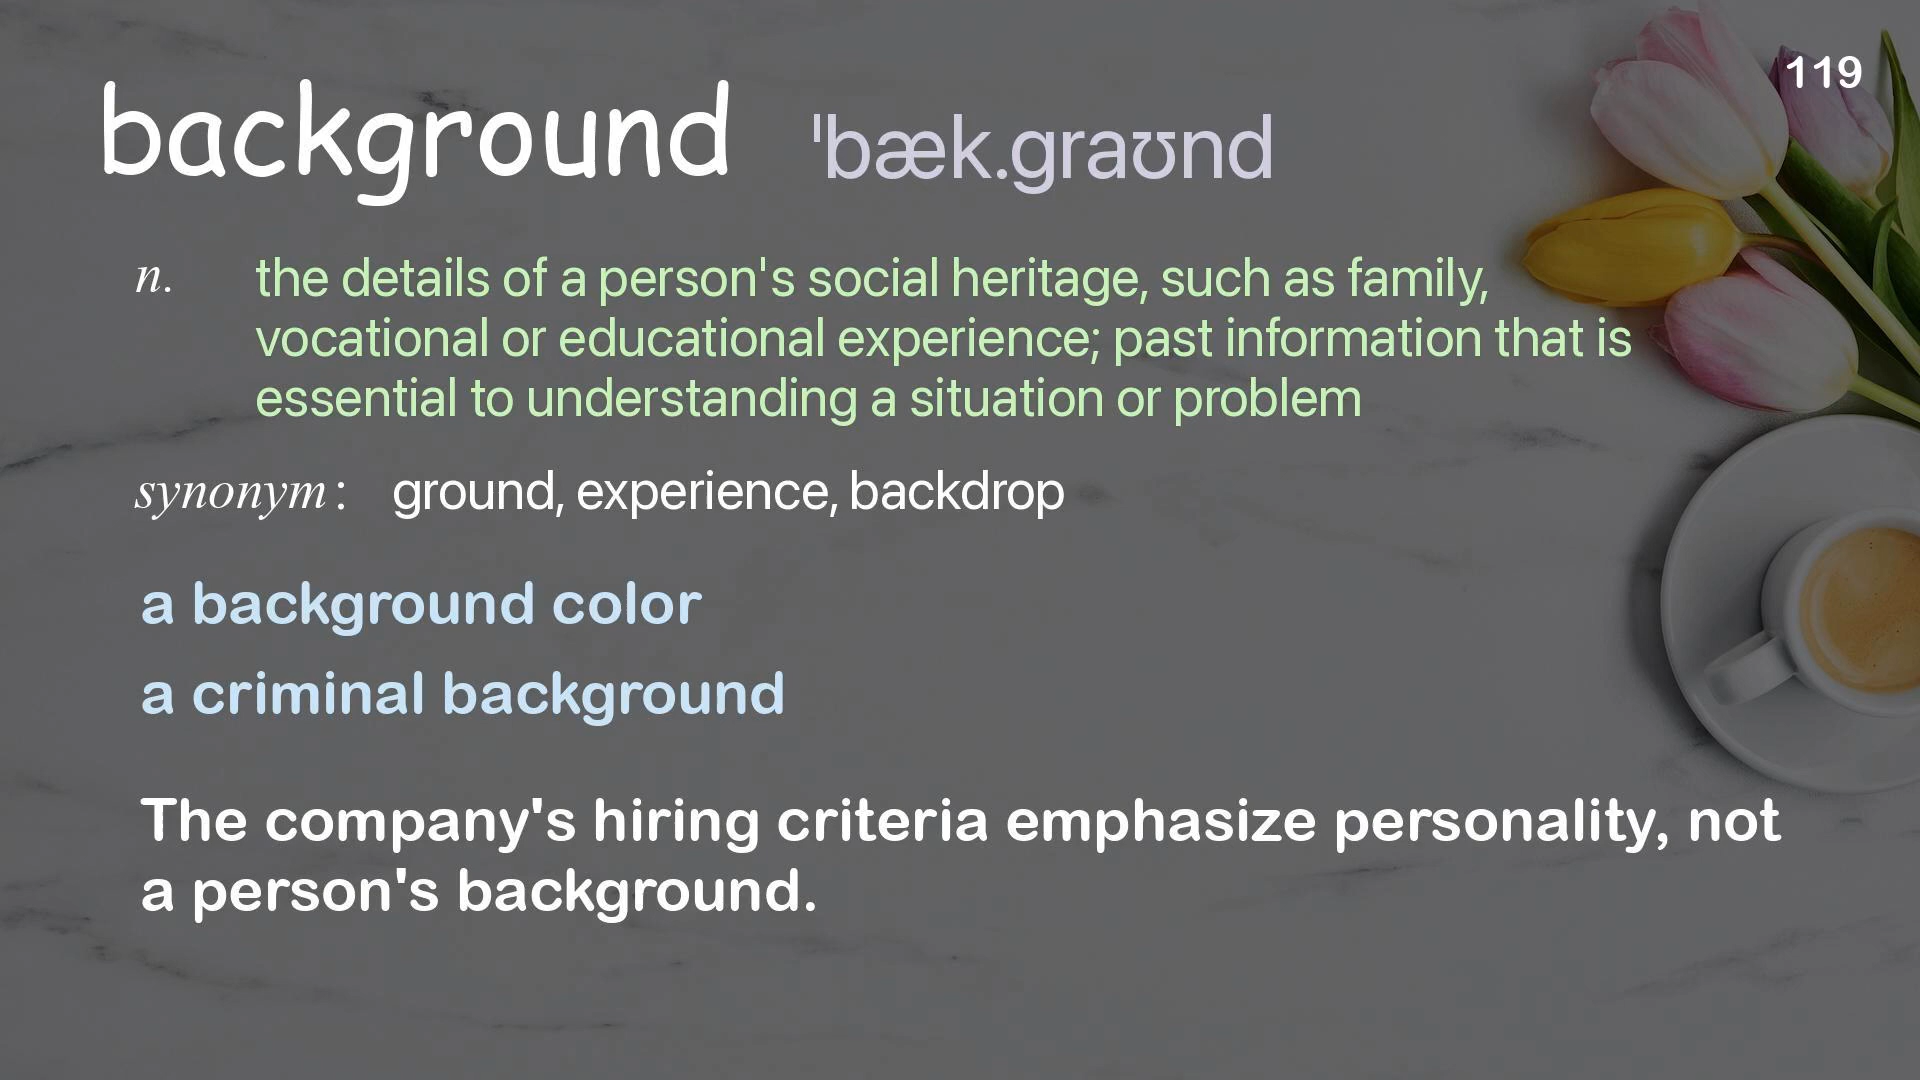 119
background ˈbæk.graʊnd
n. the details of a person's social heritage, such as family,
vocational or educational experience; past information that is
essential to understanding a situation or problem
synonym: ground, experience, backdrop
a background color
a criminal background
The company's hiring criteria emphasize personality, not
a person's background.